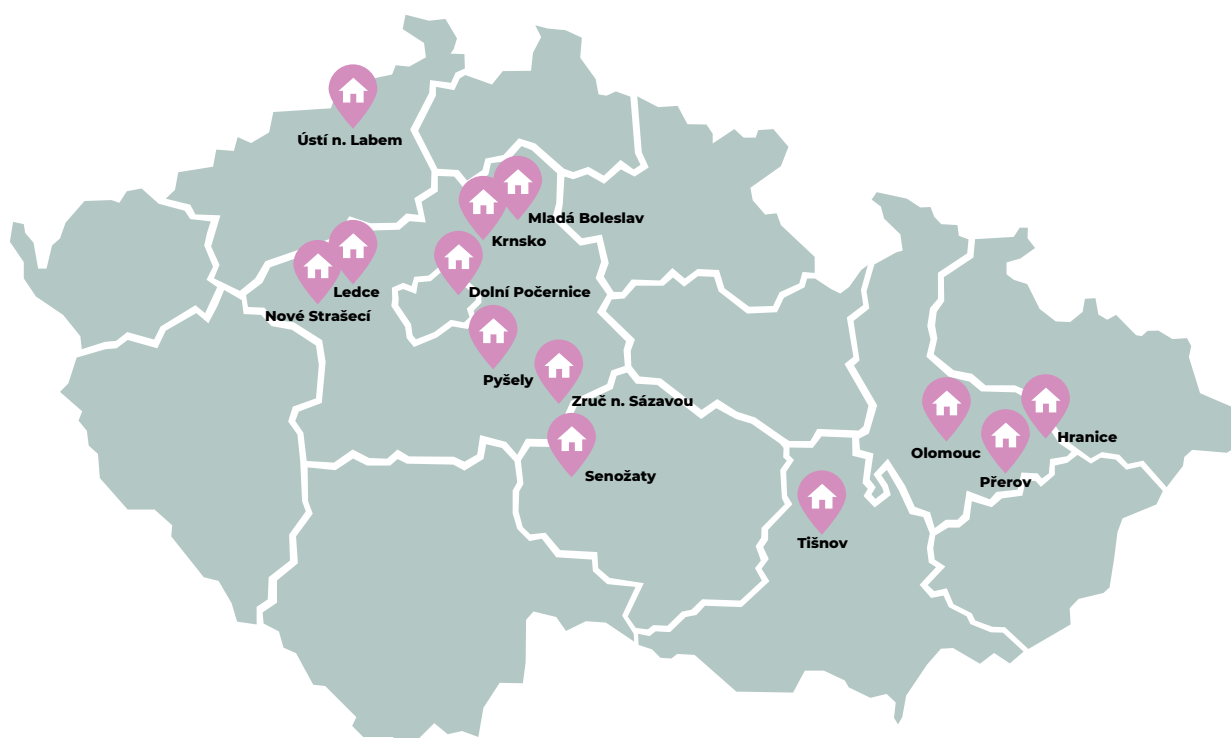 Ústí n. Labem
Mladá Boleslav
Krnsko
Ledce
Dolní Počernice
Nové Strašecí
Pyšely
Zruč n. Sázavou
Hranice
Olomouc
Senožaty
Přerov
Tišnov